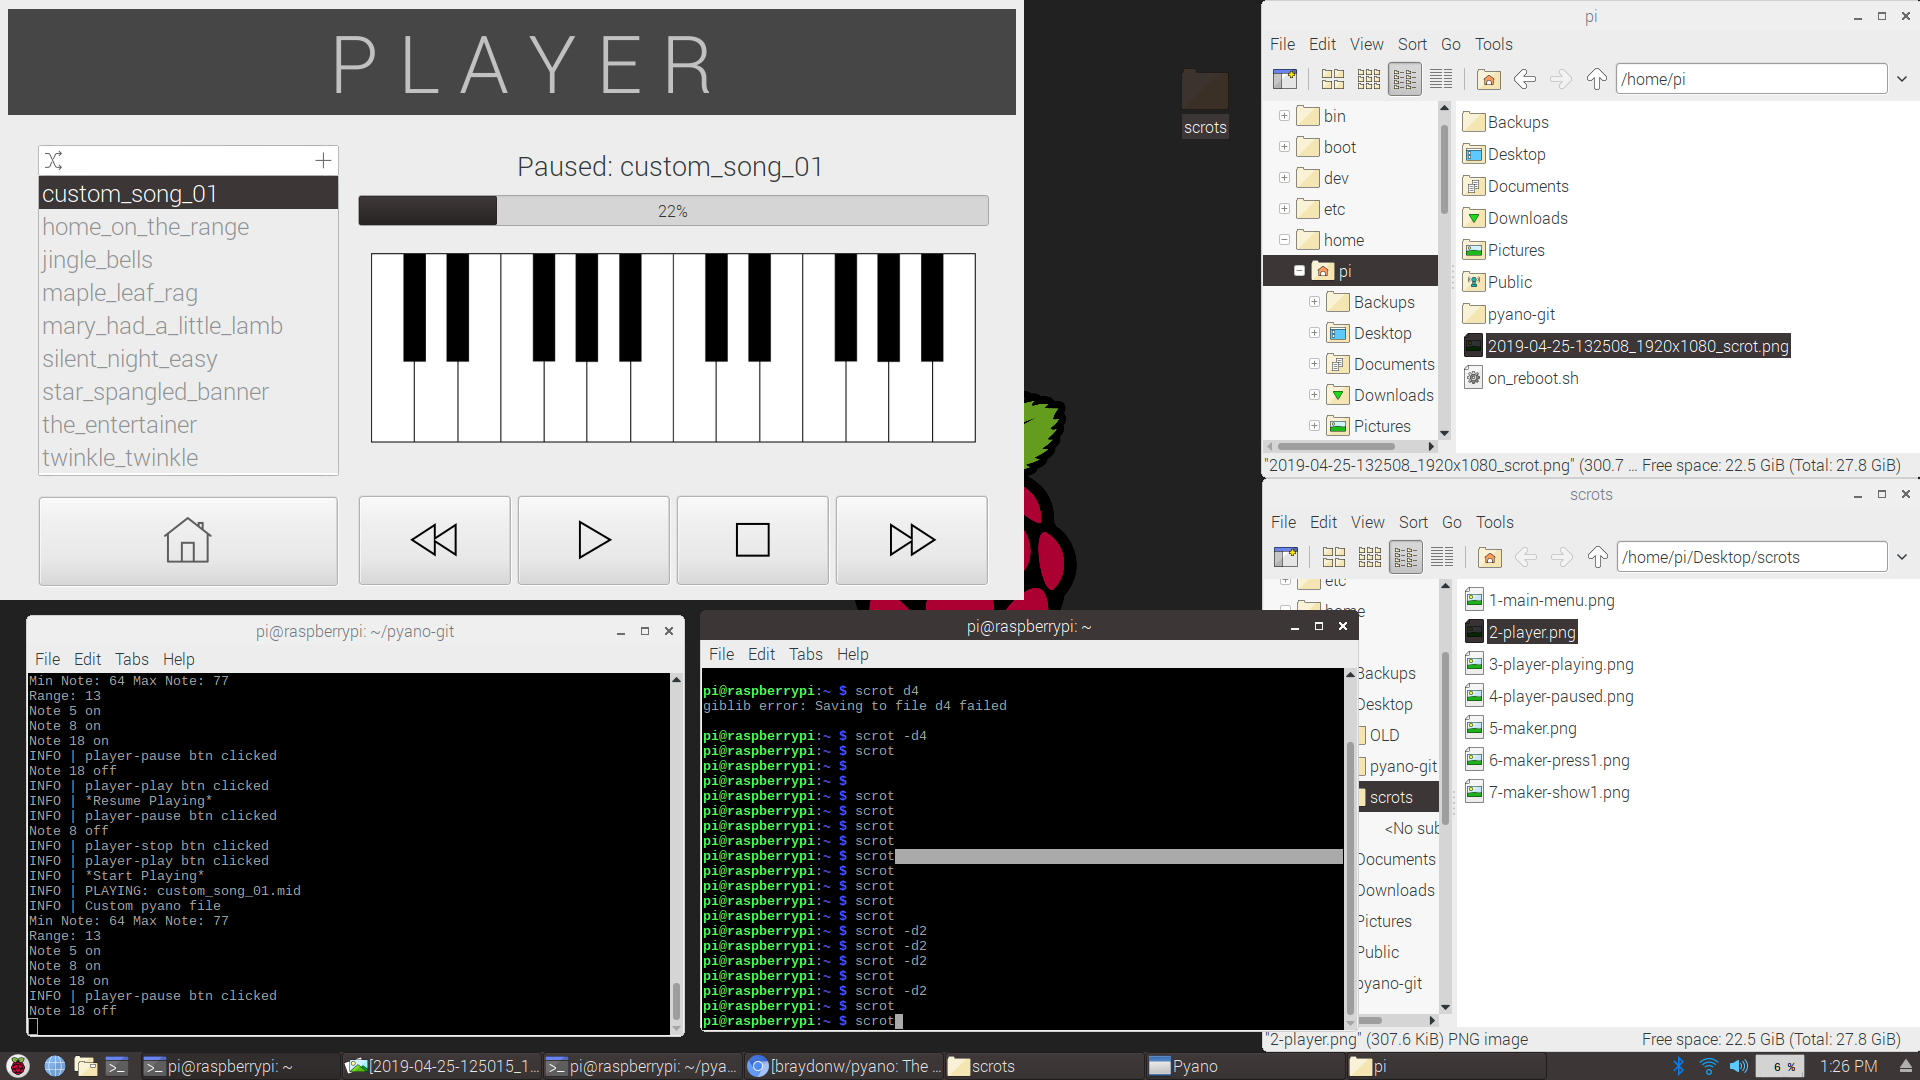 PLAYER
custom_song_01
home_on_the_range
jingle_bells
maple_leaf_rag
mary_had_a_little_lamb
silent_night_easy
star_spangled_banner
the_entertainer
twinkle_twinkle
Paused: custom_song_01
22%
scrots
pi
File Edit View Sort Go Tools
/home/pi
bin
boot
dev
etc
home
pi
Backups
Desktop
Documents
Downloads
Pictures
Backups
Desktop
Documents
Downloads
Pictures
Public
pyano-git
2019-04-25-132508_1920x1080_scrot.png
on_reboot.sh
"2019-04-25-132508_1920x1080_scrot.png" (300.7 ... Free space: 22.5 GiB (Total: 27.8 GiB)
scrots
File Edit View Sort Go Tools
/home/pi/Desktop/scrots
etc
home
Backups
Desktop
OLD
pyano-git
scrots
<No sub
Documents
Downloads
Pictures
Public
pyano-git
1-main-menu.png
2-player.png
3-player-playing.png
4-player-paused.png
5-maker.png
6-maker-press1.png
7-maker-show1.png
"2-player.png" (307.6 KiB) PNG image Free space: 22.5 GiB (Total: 27.8 GiB)
pi@raspberrypi: ~/pyano-git
File Edit Tabs Help
Min Note: 64 Max Note: 77
Range: 13
Note 5 on
Note 8 on
Note 18 on
INFO | player-pause btn clicked
Note 18 off
INFO | player-play btn clicked
INFO | *Resume Playing*
INFO | player-pause btn clicked
Note 8 off
INFO | player-stop btn clicked
INFO | player-play btn clicked
INFO | *Start Playing*
INFO | PLAYING: custom_song_01.mid
INFO | Custom pyano file
Min Note: 64 Max Note: 77
Range: 13
Note 5 on
Note 8 on
Note 18 on
INFO | player-pause btn clicked
Note 18 off
pi@raspberrypi: ~
File Edit Tabs Help
pi@raspberrypi:~ $ scrot d4
giblib error: Saving to file d4 failed
pi@raspberrypi:~ $ scrot -d4
pi@raspberrypi:~ $ scrot
pi@raspberrypi:~ $
pi@raspberrypi:~ $
pi@raspberrypi:~ $ scrot
pi@raspberrypi:~ $ scrot
pi@raspberrypi:~ $ scrot
pi@raspberrypi:~ $ scrot
pi@raspberrypi:~ $ scrot
pi@raspberrypi:~ $ scrot
pi@raspberrypi:~ $ scrot
pi@raspberrypi:~ $ scrot
pi@raspberrypi:~ $ scrot
pi@raspberrypi:~ $ scrot -d2
pi@raspberrypi:~ $ scrot -d2
pi@raspberrypi:~ $ scrot -d2
pi@raspberrypi:~ $ scrot
pi@raspberrypi:~ $ scrot -d2
pi@raspberrypi:~ $ scrot
pi@raspberrypi:~ $ scrot
pi@raspberrypi: ~
[2019-04-25-125015_1...
pi@raspberrypi: ~/pya...
[braydonw/pyano: The ...
scrots
Pyano
pi
6 %
1:26 PM